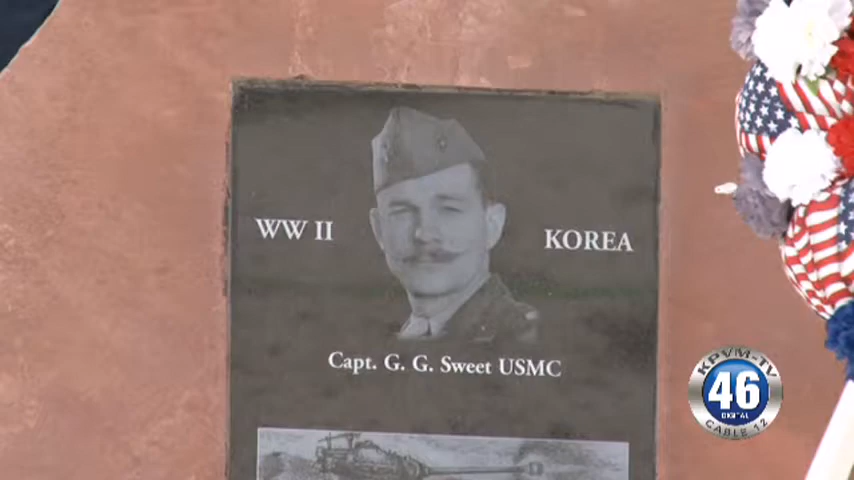 WW II
KOREA
Capt. G. G. Sweet USMC
KPVM-TV
46
DIGITAL
CABLE 12